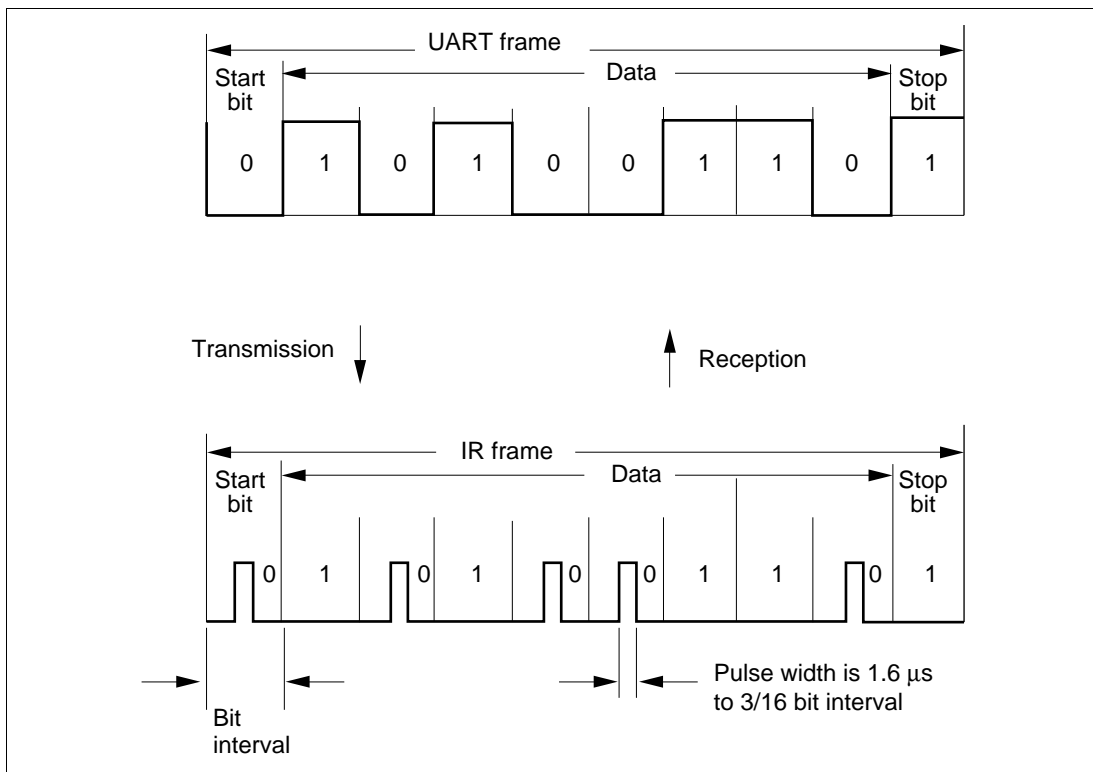 UART frame
Start
bit
Data
Stop
bit
0 1 0 1 0 0 1 1 0 1
Transmission
Reception
IR frame
Start
bit
Data
Stop
bit
0 1 0 1 0 0 1 1 0 1
Bit
interval
Pulse width is 1.6 μs
to 3/16 bit interval